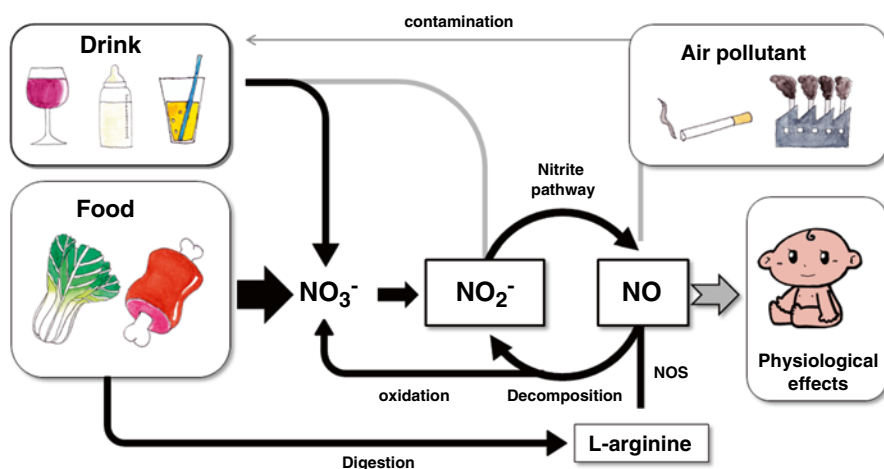 contamination
Drink
Air pollutant
Nitrite
pathway
Food
NO₃⁻
NO₂⁻
NO
Physiological
effects
oxidation
Decomposition
NOS
L-arginine
Digestion